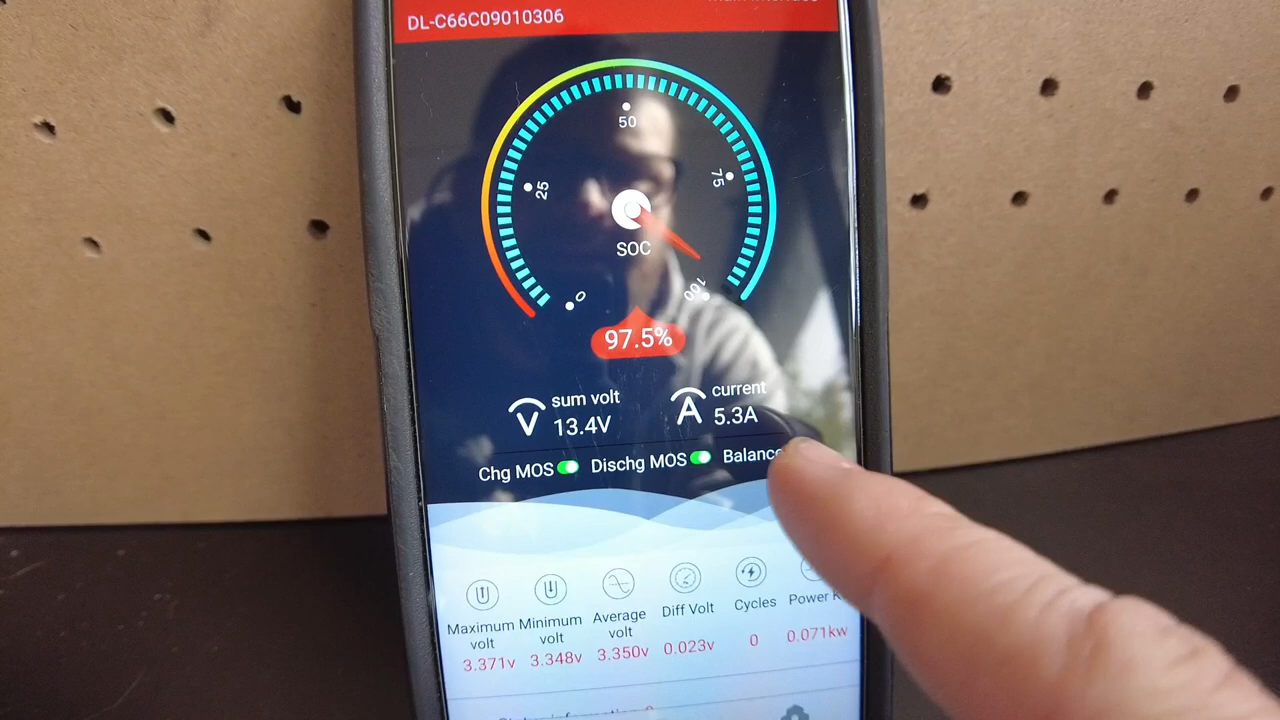 DL-C66C09010306
50
25
75
SOC
0
100
97.5%
sum volt
13.4V
current
5.3A
Chg MOS
Dischg MOS
Balance
Maximum
volt
3.371v
Minimum
volt
3.348v
Average
volt
3.350v
Diff Volt
0.023v
Cycles
0
Power
0.071kw